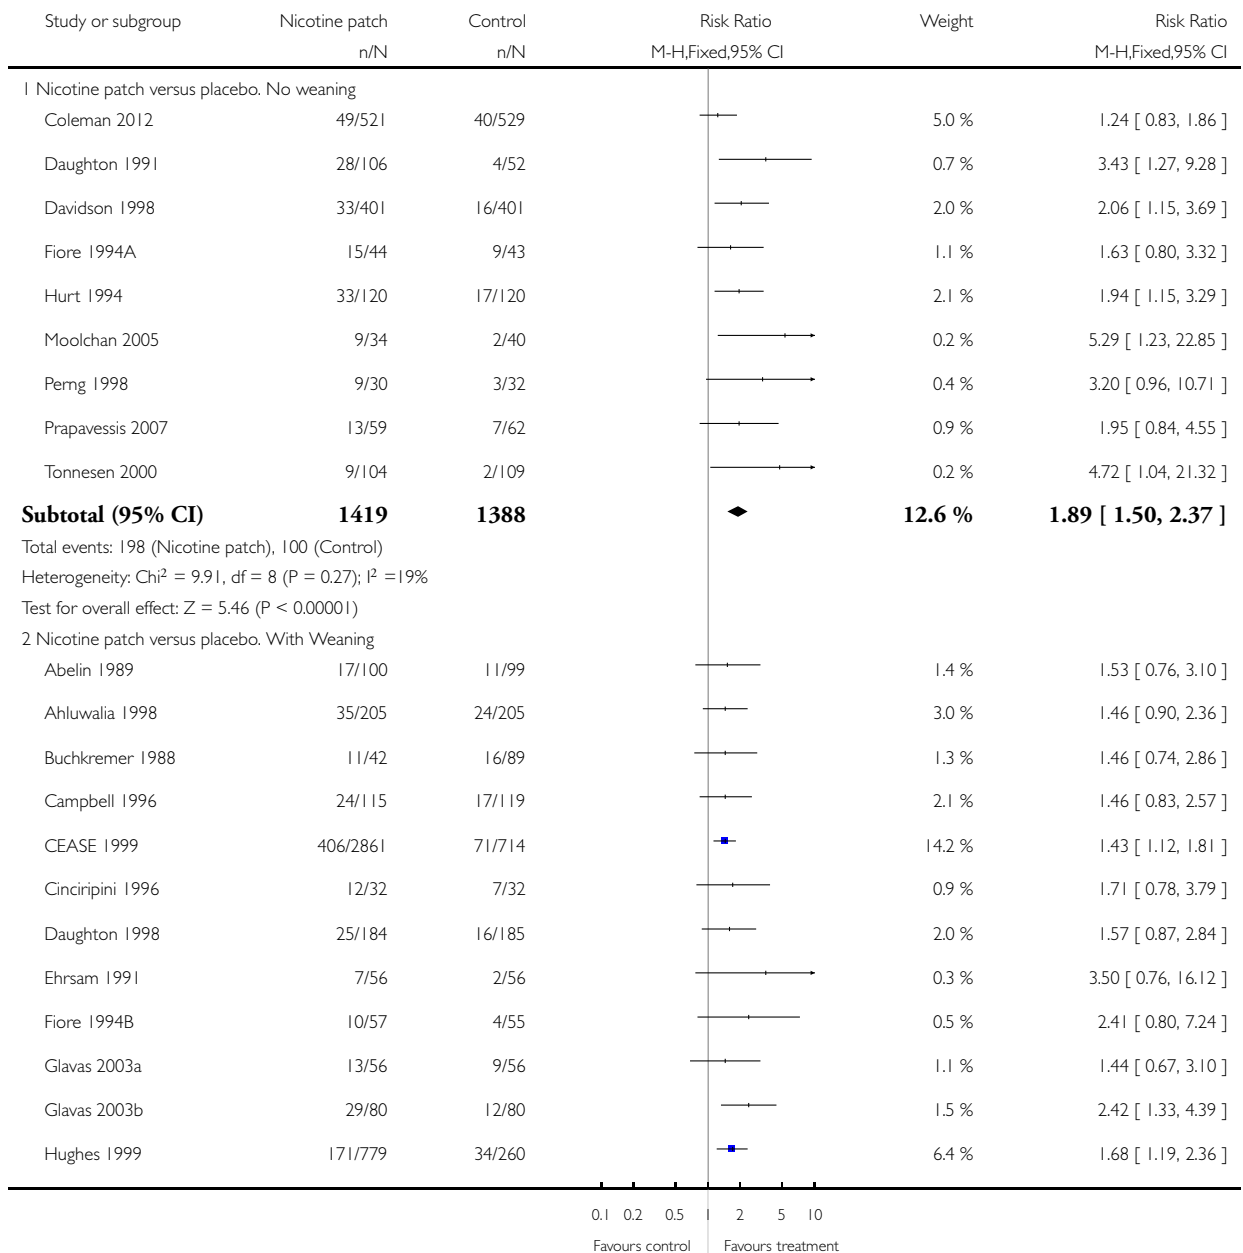 Study or subgroup Nicotine patch Control Risk Ratio Weight Risk Ratio
n/N n/N M-H,Fixed,95% CI M-H,Fixed,95% CI
1 Nicotine patch versus placebo. No weaning
Coleman 2012 49/521 40/529 5.0 % 1.24 [ 0.83, 1.86 ]
Daughton 1991 28/106 4/52 0.7 % 3.43 [ 1.27, 9.28 ]
Davidson 1998 33/401 16/401 2.0 % 2.06 [ 1.15, 3.69 ]
Fiore 1994A 15/44 9/43 1.1 % 1.63 [ 0.80, 3.32 ]
Hurt 1994 33/120 17/120 2.1 % 1.94 [ 1.15, 3.29 ]
Moolchan 2005 9/34 2/40 0.2 % 5.29 [ 1.23, 22.85 ]
Perng 1998 9/30 3/32 0.4 % 3.20 [ 0.96, 10.71 ]
Prapavessis 2007 13/59 7/62 0.9 % 1.95 [ 0.84, 4.55 ]
Tonnesen 2000 9/104 2/109 0.2 % 4.72 [ 1.04, 21.32 ]
Subtotal (95% CI) 1419 1388 12.6 % 1.89 [ 1.50, 2.37 ]
Total events: 198 (Nicotine patch), 100 (Control)
Heterogeneity: Chi² = 9.91, df = 8 (P = 0.27); I² =19%
Test for overall effect: Z = 5.46 (P < 0.00001)
2 Nicotine patch versus placebo. With Weaning
Abelin 1989 17/100 11/99 1.4 % 1.53 [ 0.76, 3.10 ]
Ahluwalia 1998 35/205 24/205 3.0 % 1.46 [ 0.90, 2.36 ]
Buchkremer 1988 11/42 16/89 1.3 % 1.46 [ 0.74, 2.86 ]
Campbell 1996 24/115 17/119 2.1 % 1.46 [ 0.83, 2.57 ]
CEASE 1999 406/2861 71/714 14.2 % 1.43 [ 1.12, 1.81 ]
Cinciripini 1996 12/32 7/32 0.9 % 1.71 [ 0.78, 3.79 ]
Daughton 1998 25/184 16/185 2.0 % 1.57 [ 0.87, 2.84 ]
Ehrsam 1991 7/56 2/56 0.3 % 3.50 [ 0.76, 16.12 ]
Fiore 1994B 10/57 4/55 0.5 % 2.41 [ 0.80, 7.24 ]
Glavas 2003a 13/56 9/56 1.1 % 1.44 [ 0.67, 3.10 ]
Glavas 2003b 29/80 12/80 1.5 % 2.42 [ 1.33, 4.39 ]
Hughes 1999 171/779 34/260 6.4 % 1.68 [ 1.19, 2.36 ]
0.1 0.2 0.5 1 2 5 10
Favours control Favours treatment